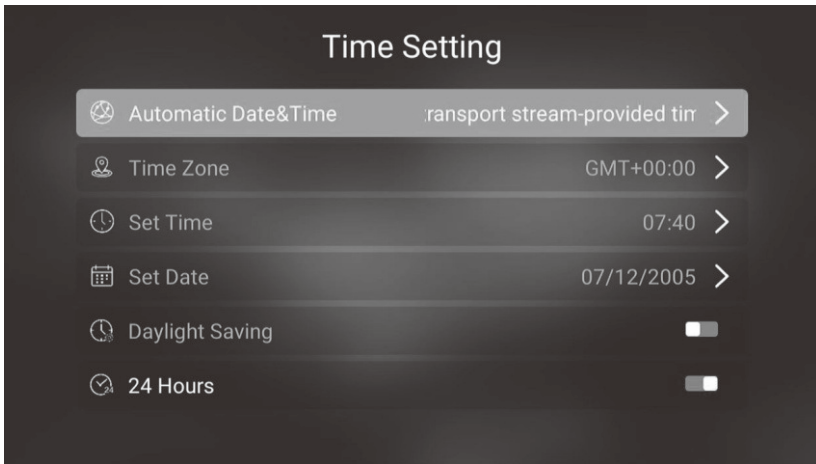 Time Setting
Automatic Date&Time transport stream-provided tim
Time Zone GMT+00:00
Set Time 07:40
Set Date 07/12/2005
Daylight Saving
24 Hours